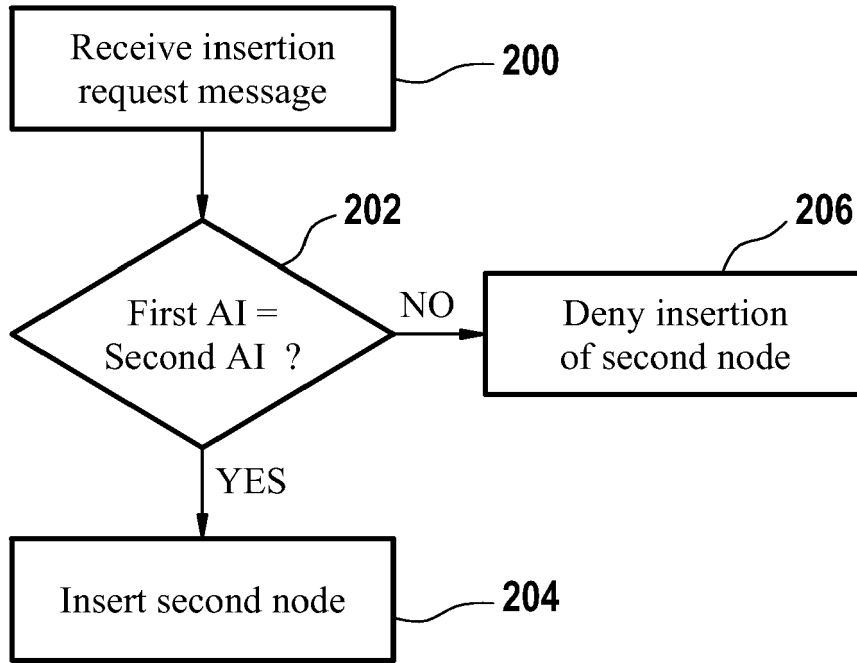 Receive insertion
request message
200
202
First AI =
Second AI ?
NO
206
Deny insertion
of second node
YES
Insert second node
204